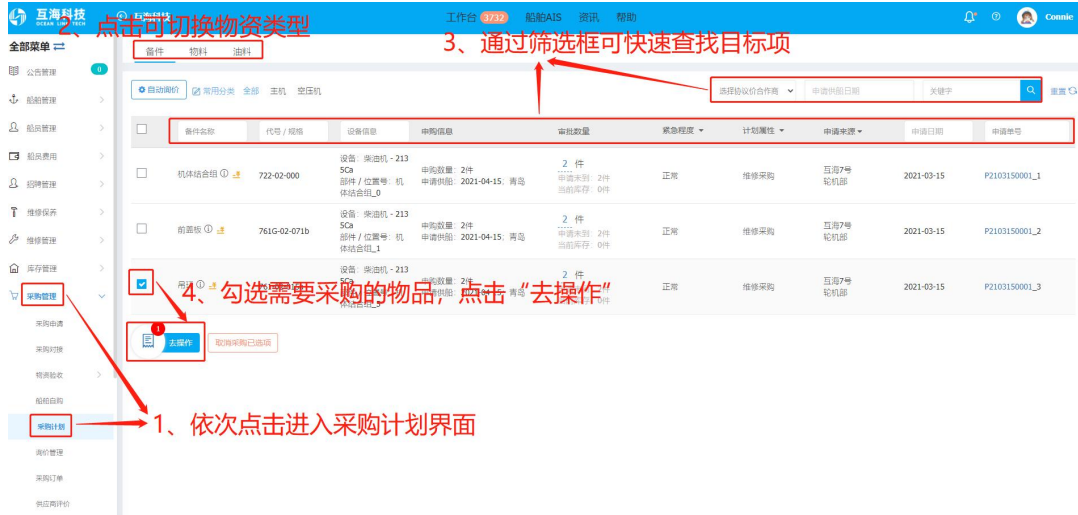 互海科技
OCEAN LINK TECH
互海科技
工作台 3732 船舶AIS 资讯 帮助
Connie
2、点击可切换物资类型
全部菜单
备件 物料 油料
3、通过筛选框可快速查找目标项
公告管理 0
船舶管理
船员管理
船员费用
招聘管理
维修保养
维修管理
库存管理
采购管理
采购申请
采购对接
物资验收
船舶自购
采购计划
询价管理
采购订单
供应商评价
自动询价 常用分类 全部 主机 空压机
选择协议价合作商 申请供船日期 关键字 重置
备件名称 代号 / 规格 设备信息 申购信息 审批数量 紧急程度 计划属性 申请来源 申请日期 申请单号
机体结合组 722-02-000
设备: 柴油机 - 213
5Ca
部件 / 位置号: 机
体结合组_0
申购数量: 2件
申请供船: 2021-04-15; 青岛
2 件
申请未到: 2件
当前库存: 0件
正常 维修采购
互海7号
轮机部
2021-03-15 P2103150001_1
前盖板 761G-02-071b
设备: 柴油机 - 213
5Ca
部件 / 位置号: 机
体结合组_1
申购数量: 2件
申请供船: 2021-04-15; 青岛
2 件
申请未到: 2件
当前库存: 0件
正常 维修采购
互海7号
轮机部
2021-03-15 P2103150001_2
设备: 柴油机 - 213
2 件
正常 维修采购
互海7号
轮机部
2021-03-15 P2103150001_3
4、勾选需要采购的物品，点击“去操作”
1
去操作 取消采购已选项
1、依次点击进入采购计划界面